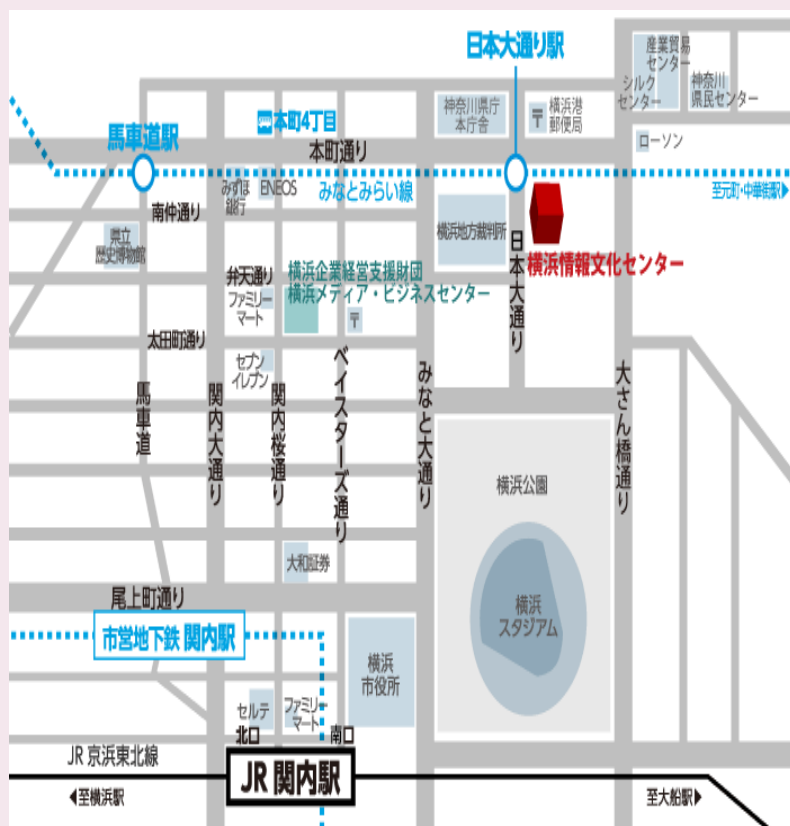 日本大通り駅
産業貿易
センター
シルク
センター
神奈川
県民センター
神奈川県庁
本庁舎
〒
横浜港
郵便局
ローソン
本町4丁目
馬車道駅
本町通り
みずほ
銀行
ENEOS
みなとみらい線
至元町・中華街駅▶
南仲通り
県立
歴史博物館
横浜地方裁判所
日本大通り
横浜情報文化センター
弁天通り
横浜企業経営支援財団
横浜メディア・ビジネスセンター
ファミリー
マート
〒
太田町通り
セブン
イレブン
馬車道
関内大通り
関内桜通り
ベイスターズ通り
みなと大通り
大さん橋通り
横浜公園
大和証券
尾上町通り
横浜
スタジアム
市営地下鉄 関内駅
横浜
市役所
セルテ
ファミリー
マート
北口
南口
JR 京浜東北線
JR 関内駅
◀至横浜駅
至大船駅▶